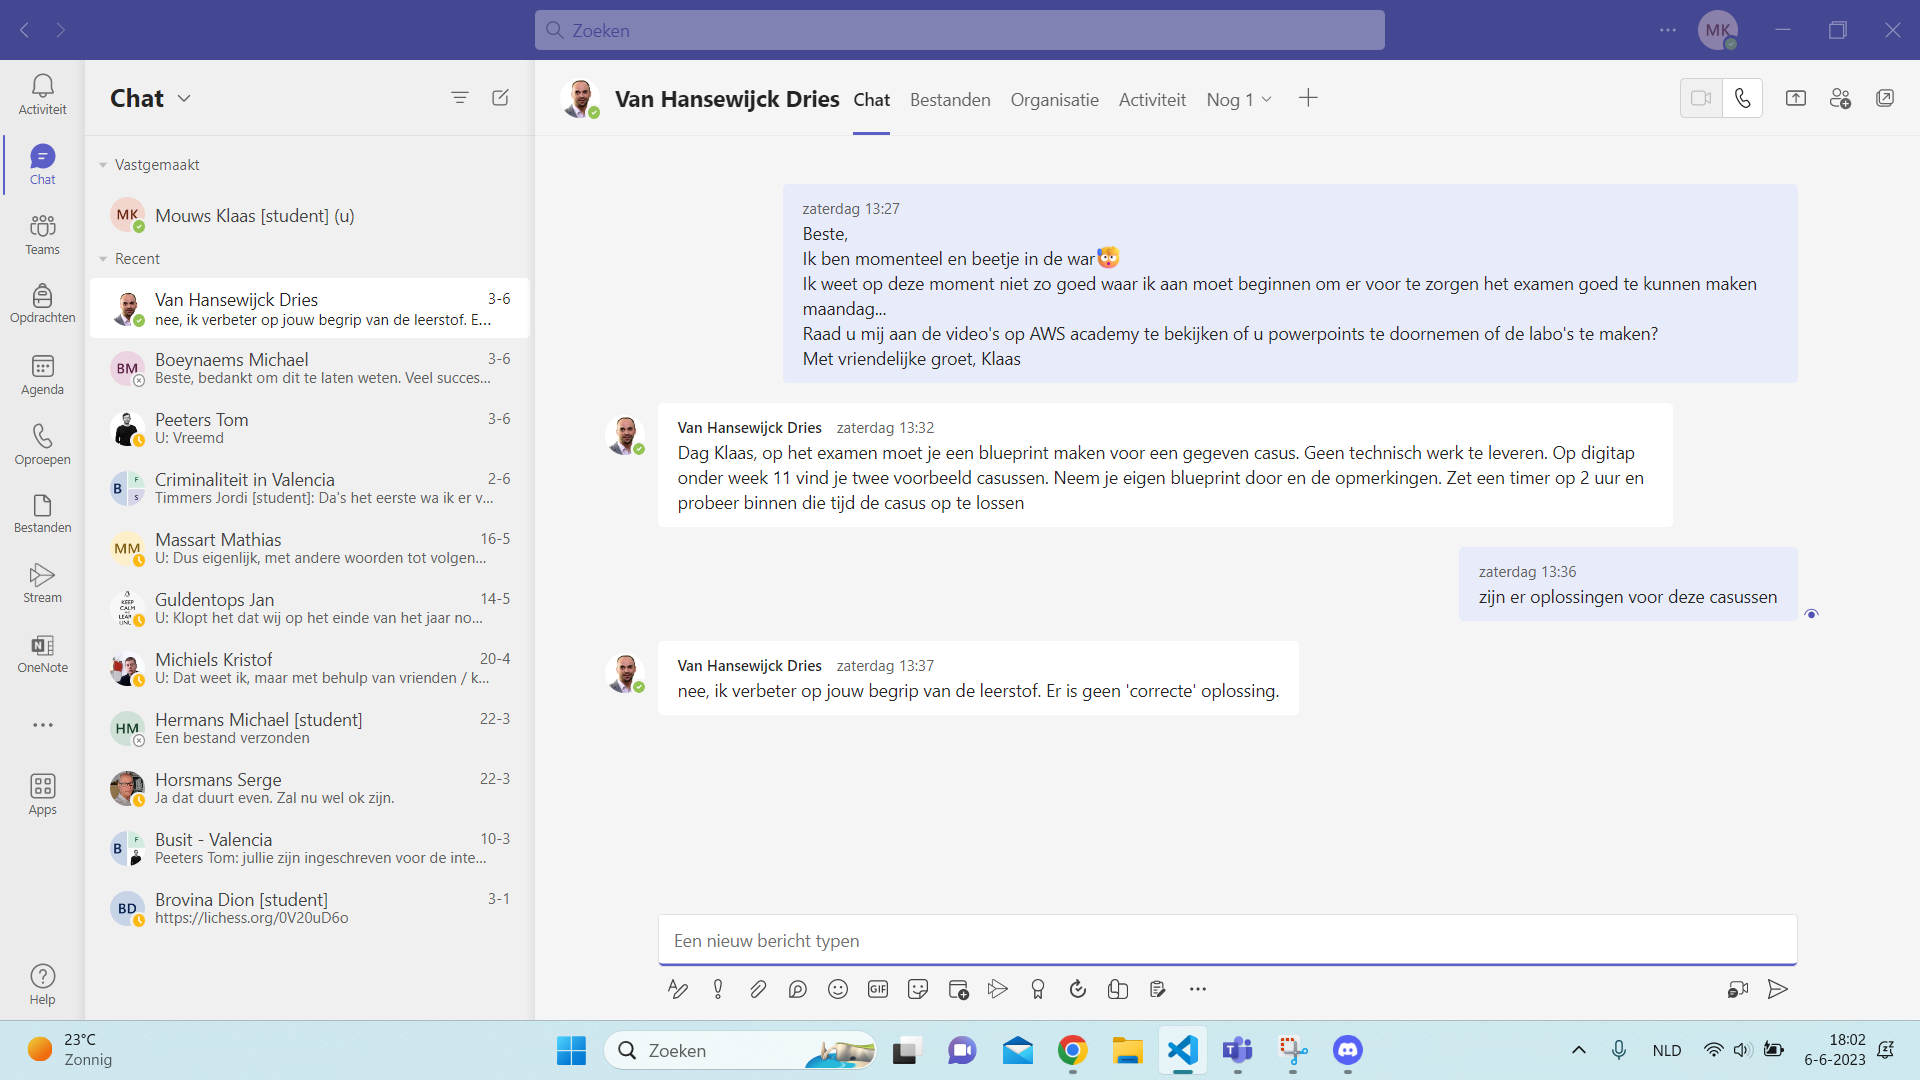 Zoeken
MK
Activiteit
Chat
Teams
Opdrachten
Agenda
Oproepen
Bestanden
Stream
OneNote
Apps
Help
Chat
Vastgemaakt
MK
Mouws Klaas [student] (u)
Recent
Van Hansewijck Dries 3-6
nee, ik verbeter op jouw begrip van de leerstof. E...
BM
Boeynaems Michael 3-6
Beste, bedankt om dit te laten weten. Veel succes...
Peeters Tom 3-6
U: Vreemd
B F S
Criminaliteit in Valencia 2-6
Timmers Jordi [student]: Da's het eerste wa ik er v...
MM
Massart Mathias 16-5
U: Dus eigenlijk, met andere woorden tot volgen...
Guldentops Jan 14-5
U: Klopt het dat wij op het einde van het jaar no...
Michiels Kristof 20-4
U: Dat weet ik, maar met behulp van vrienden / k...
HM
Hermans Michael [student] 22-3
Een bestand verzonden
Horsmans Serge 22-3
Ja dat duurt even. Zal nu wel ok zijn.
B F
Busit - Valencia 10-3
Peeters Tom: jullie zijn ingeschreven voor de inte...
BD
Brovina Dion [student] 3-1
https://lichess.org/0V20uD6o
Van Hansewijck Dries Chat Bestanden Organisatie Activiteit Nog 1
zaterdag 13:27
Beste,
Ik ben momenteel en beetje in de war
Ik weet op deze moment niet zo goed waar ik aan moet beginnen om er voor te zorgen het examen goed te kunnen maken
maandag...
Raad u mij aan de video's op AWS academy te bekijken of u powerpoints te doornemen of de labo's te maken?
Met vriendelijke groet, Klaas
Van Hansewijck Dries zaterdag 13:32
Dag Klaas, op het examen moet je een blueprint maken voor een gegeven casus. Geen technisch werk te leveren. Op digitap
onder week 11 vind je twee voorbeeld casussen. Neem je eigen blueprint door en de opmerkingen. Zet een timer op 2 uur en
probeer binnen die tijd de casus op te lossen
zaterdag 13:36
zijn er oplossingen voor deze casussen
Van Hansewijck Dries zaterdag 13:37
nee, ik verbeter op jouw begrip van de leerstof. Er is geen 'correcte' oplossing.
Een nieuw bericht typen
GIF
23°C
Zonnig
Zoeken
NLD
18:02
6-6-2023